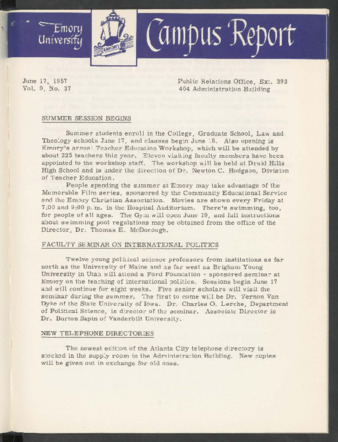 Emory
University
Campus Report
June 17, 1957
Vol. 9, No. 37
Public Relations Office, Ext. 393
404 Administration Building
SUMMER SESSION BEGINS
Summer students enroll in the College, Graduate School, Law and
Theology schools June 17, and classes begin June 18. Also opening is
Emory's annual Teacher Education Workshop, which will be attended by
about 225 teachers this year. Eleven visiting faculty members have been
appointed to the workshop staff. The workshop will be held at Druid Hills
High School and is under the direction of Dr. Newton C. Hodgson, Division
of Teacher Education.
People spending the summer at Emory may take advantage of the
Memorable Film series, sponsored by the Community Educational Service
and the Emory Christian Association. Movies are shown every Friday at
7:00 and 9:00 p. m. in the Hospital Auditorium. There's swimming, too,
for people of all ages. The Gym will open June 19, and full instructions
about swimming pool regulations may be obtained from the office of the
Director, Dr. Thomas E. McDonough.
FACULTY SEMINAR ON INTERNATIONAL POLITICS
Twelve young political science professors from institutions as far
north as the University of Maine and as far west as Brigham Young
University in Utah will attend a Ford Foundation - sponsored seminar at
Emory on the teaching of international politics. Sessions begin June 17
and will continue for eight weeks. Five senior scholars will visit the
seminar during the summer. The first to come will be Dr. Vernon Van
Dyke of the State University of Iowa. Dr. Charles O. Lerche, Department
of Political Science, is director of the seminar. Associate Director is
Dr. Burton Sapin of Vanderbilt University.
NEW TELEPHONE DIRECTORIES
The newest edition of the Atlanta City telephone directory is
stocked in the supply room in the Administration Building. New copies
will be given out in exchange for old ones.